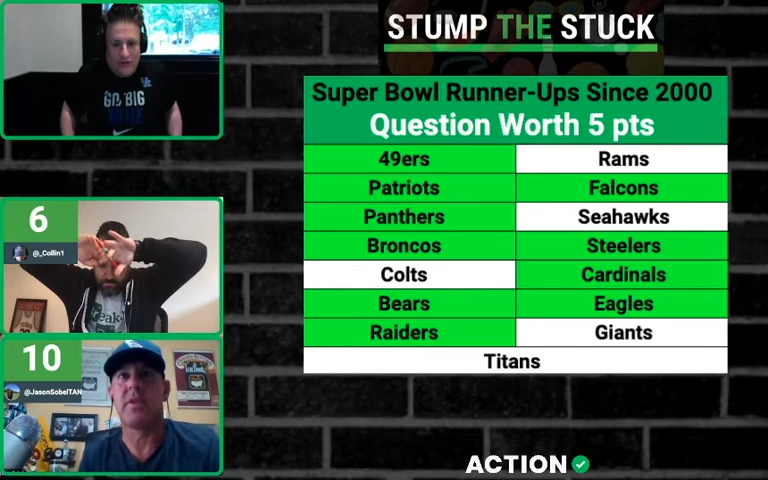 STUMP THE STUCK
Super Bowl Runner-Ups Since 2000
Question Worth 5 pts
49ers Rams
Patriots Falcons
Panthers Seahawks
Broncos Steelers
Colts Cardinals
Bears Eagles
Raiders Giants
Titans
GO BIG
6
@_Collin1
10
@JasonSobelTAN
ACTION